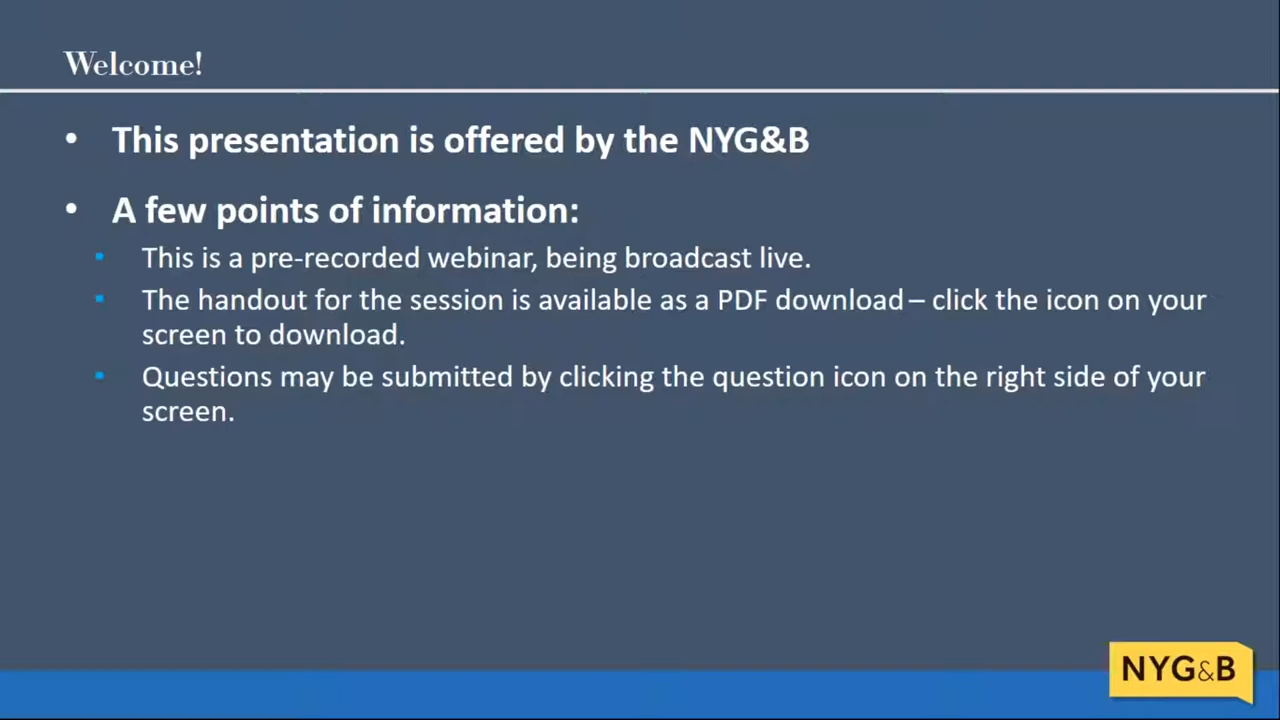 Welcome!
• This presentation is offered by the NYG&B
• A few points of information:
▪ This is a pre-recorded webinar, being broadcast live.
▪ The handout for the session is available as a PDF download – click the icon on your
screen to download.
▪ Questions may be submitted by clicking the question icon on the right side of your
screen.
NYG&B